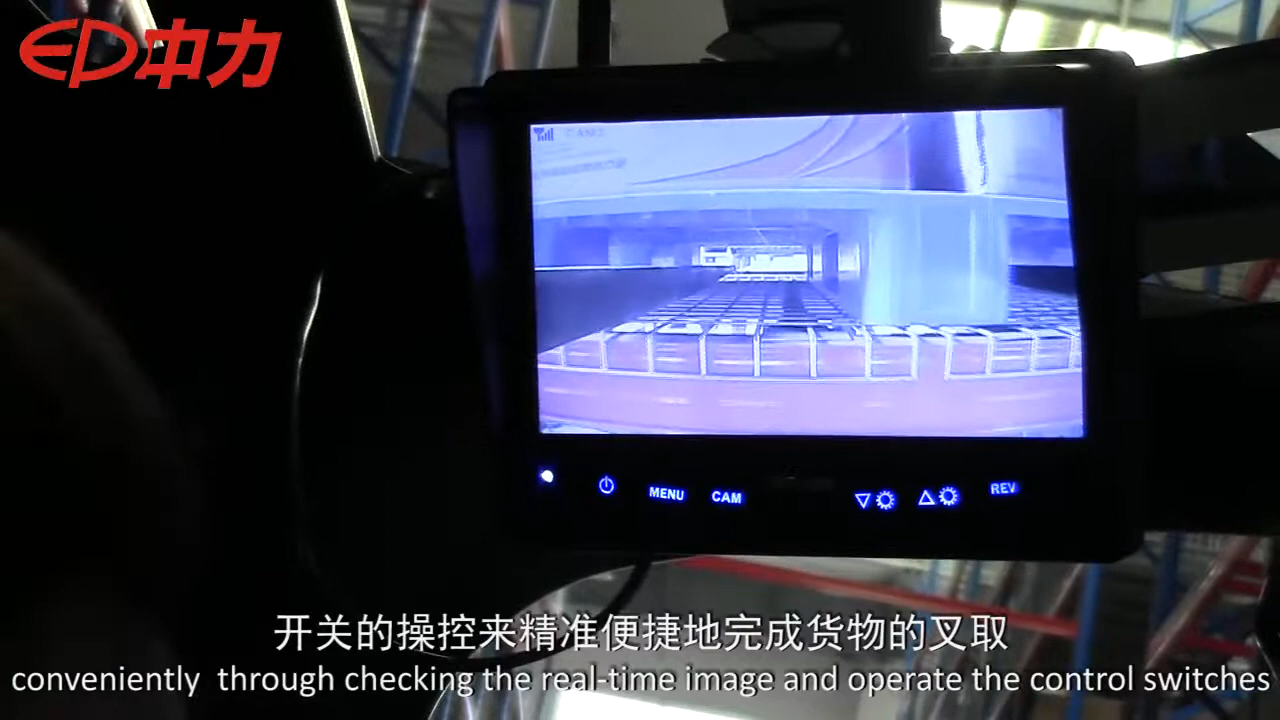 EP中力
MENU
CAM
REV
开关的操控来精准便捷地完成货物的叉取
conveniently through checking the real-time image and operate the control switches